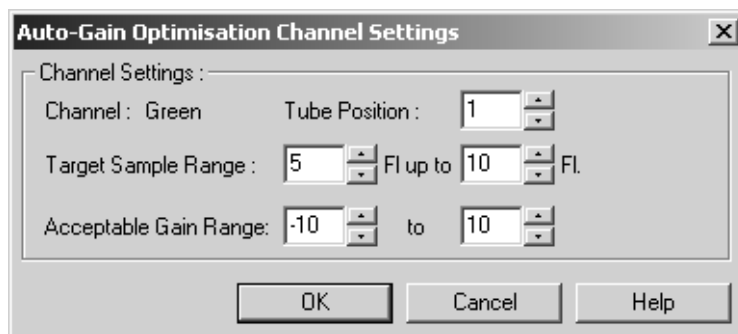 Auto-Gain Optimisation Channel Settings
Channel Settings :
Channel : Green Tube Position : 1
Target Sample Range : 5 Fl up to 10 Fl.
Acceptable Gain Range: -10 to 10
OK Cancel Help